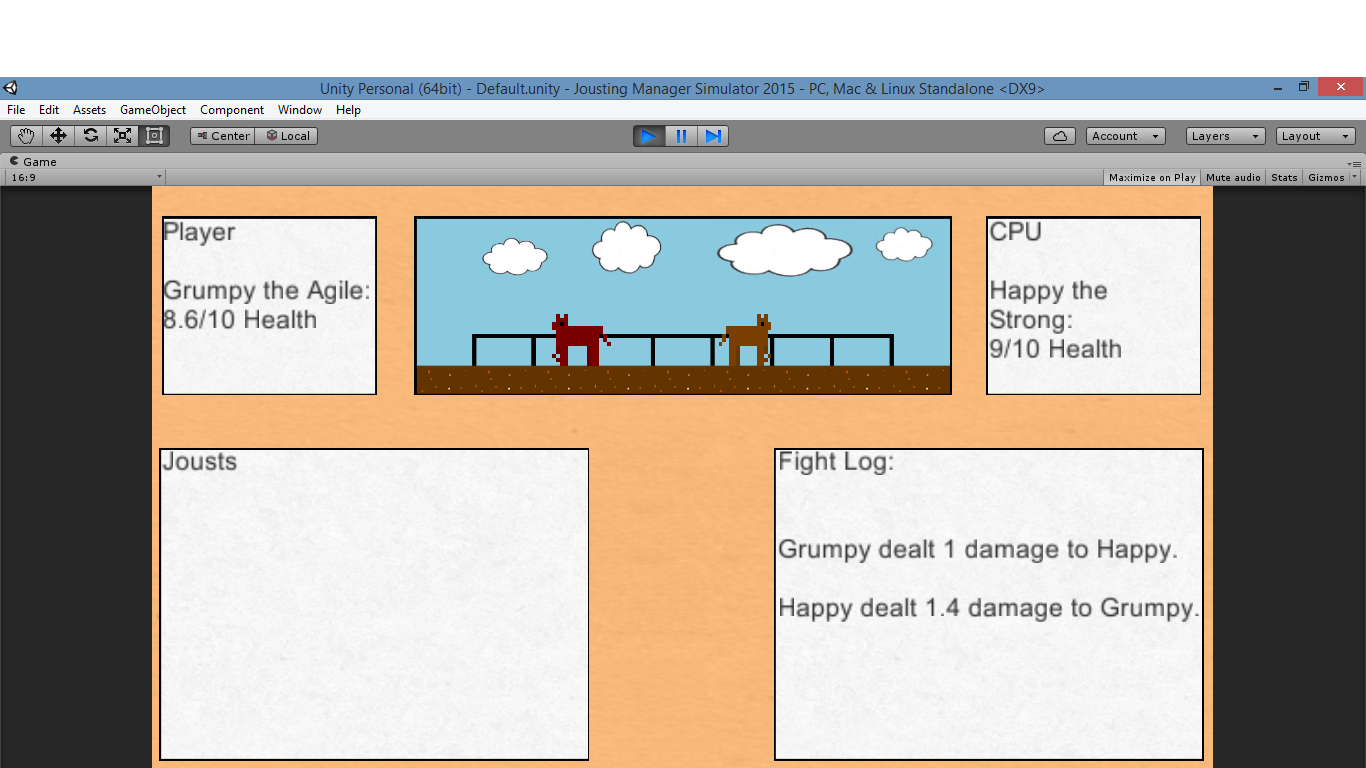 Unity Personal (64bit) - Default.unity - Jousting Manager Simulator 2015 - PC, Mac & Linux Standalone <DX9>
File Edit Assets GameObject Component Window Help
Center Local Account Layers Layout
Game
16:9 Maximize on Play Mute audio Stats Gizmos
Player
Grumpy the Agile:
8.6/10 Health
CPU
Happy the
Strong:
9/10 Health
Jousts
Fight Log:
Grumpy dealt 1 damage to Happy.
Happy dealt 1.4 damage to Grumpy.